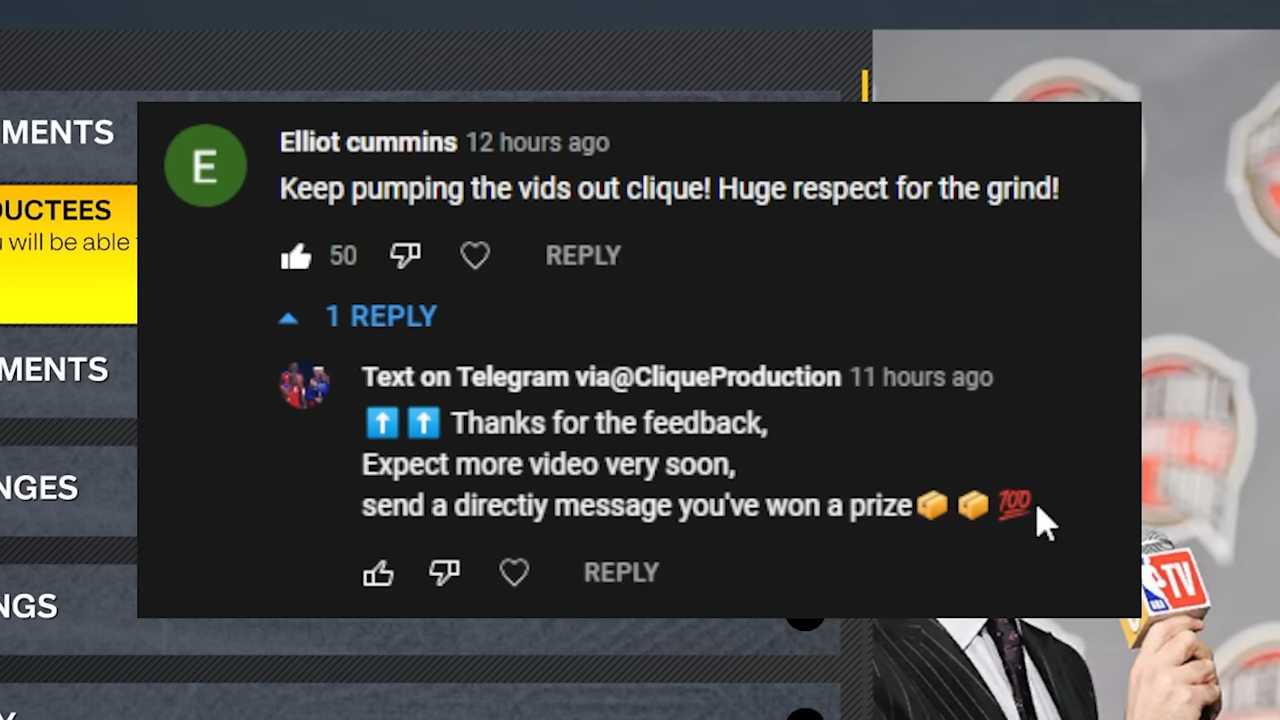 MENTS
DUCTEES
u will be able
MENTS
NGES
NGS
E
Elliot cummins 12 hours ago
Keep pumping the vids out clique! Huge respect for the grind!
50 REPLY
1 REPLY
Text on Telegram via@CliqueProduction 11 hours ago
⬆️⬆️ Thanks for the feedback,
Expect more video very soon,
send a directiy message you've won a prize📦📦💯
REPLY
TV